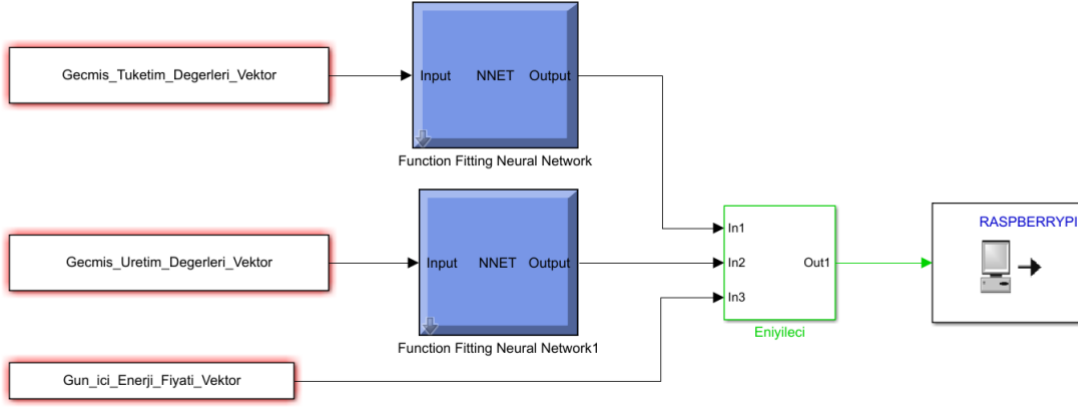 Gecmis_Tuketim_Degerleri_Vektor
Input NNET Output
Function Fitting Neural Network
Gecmis_Uretim_Degerleri_Vektor
Input NNET Output
Function Fitting Neural Network1
Gun_ici_Enerji_Fiyati_Vektor
In1
In2 Out1
In3
Eniyileci
RASPBERRYPI